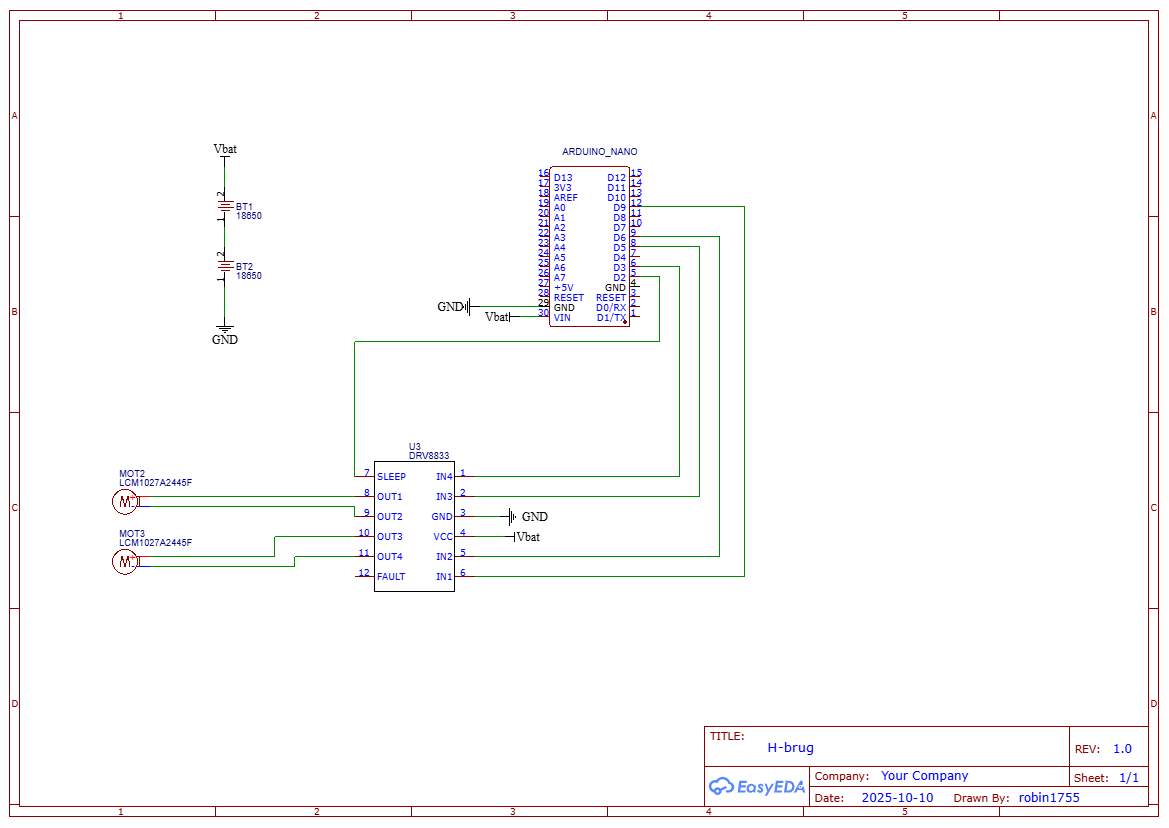 1 2 3 4 5
A A
B B
C C
D D
Vbat
2
BT1
18650
1
2
BT2
18650
1
GND
ARDUINO_NANO
16 D13 D12 15
17 3V3 D11 14
18 AREF D10 13
19 A0 D9 12
20 A1 D8 11
21 A2 D7 10
22 A3 D6 9
23 A4 D5 8
24 A5 D4 7
25 A6 D3 6
26 A7 D2 5
27 +5V GND 4
28 RESET RESET 3
GND 29 GND D0/RX 2
Vbat 30 VIN D1/TX 1
U3
DRV8833
7 SLEEP IN4 1
8 OUT1 IN3 2
9 OUT2 GND 3 GND
10 OUT3 VCC 4 Vbat
11 OUT4 IN2 5
12 FAULT IN1 6
MOT2
LCM1027A2445F
M + -
MOT3
LCM1027A2445F
M + -
TITLE:
H-brug
REV: 1.0
EasyEDA
Company: Your Company
Sheet: 1/1
Date: 2025-10-10 Drawn By: robin1755
1 2 3 4 5